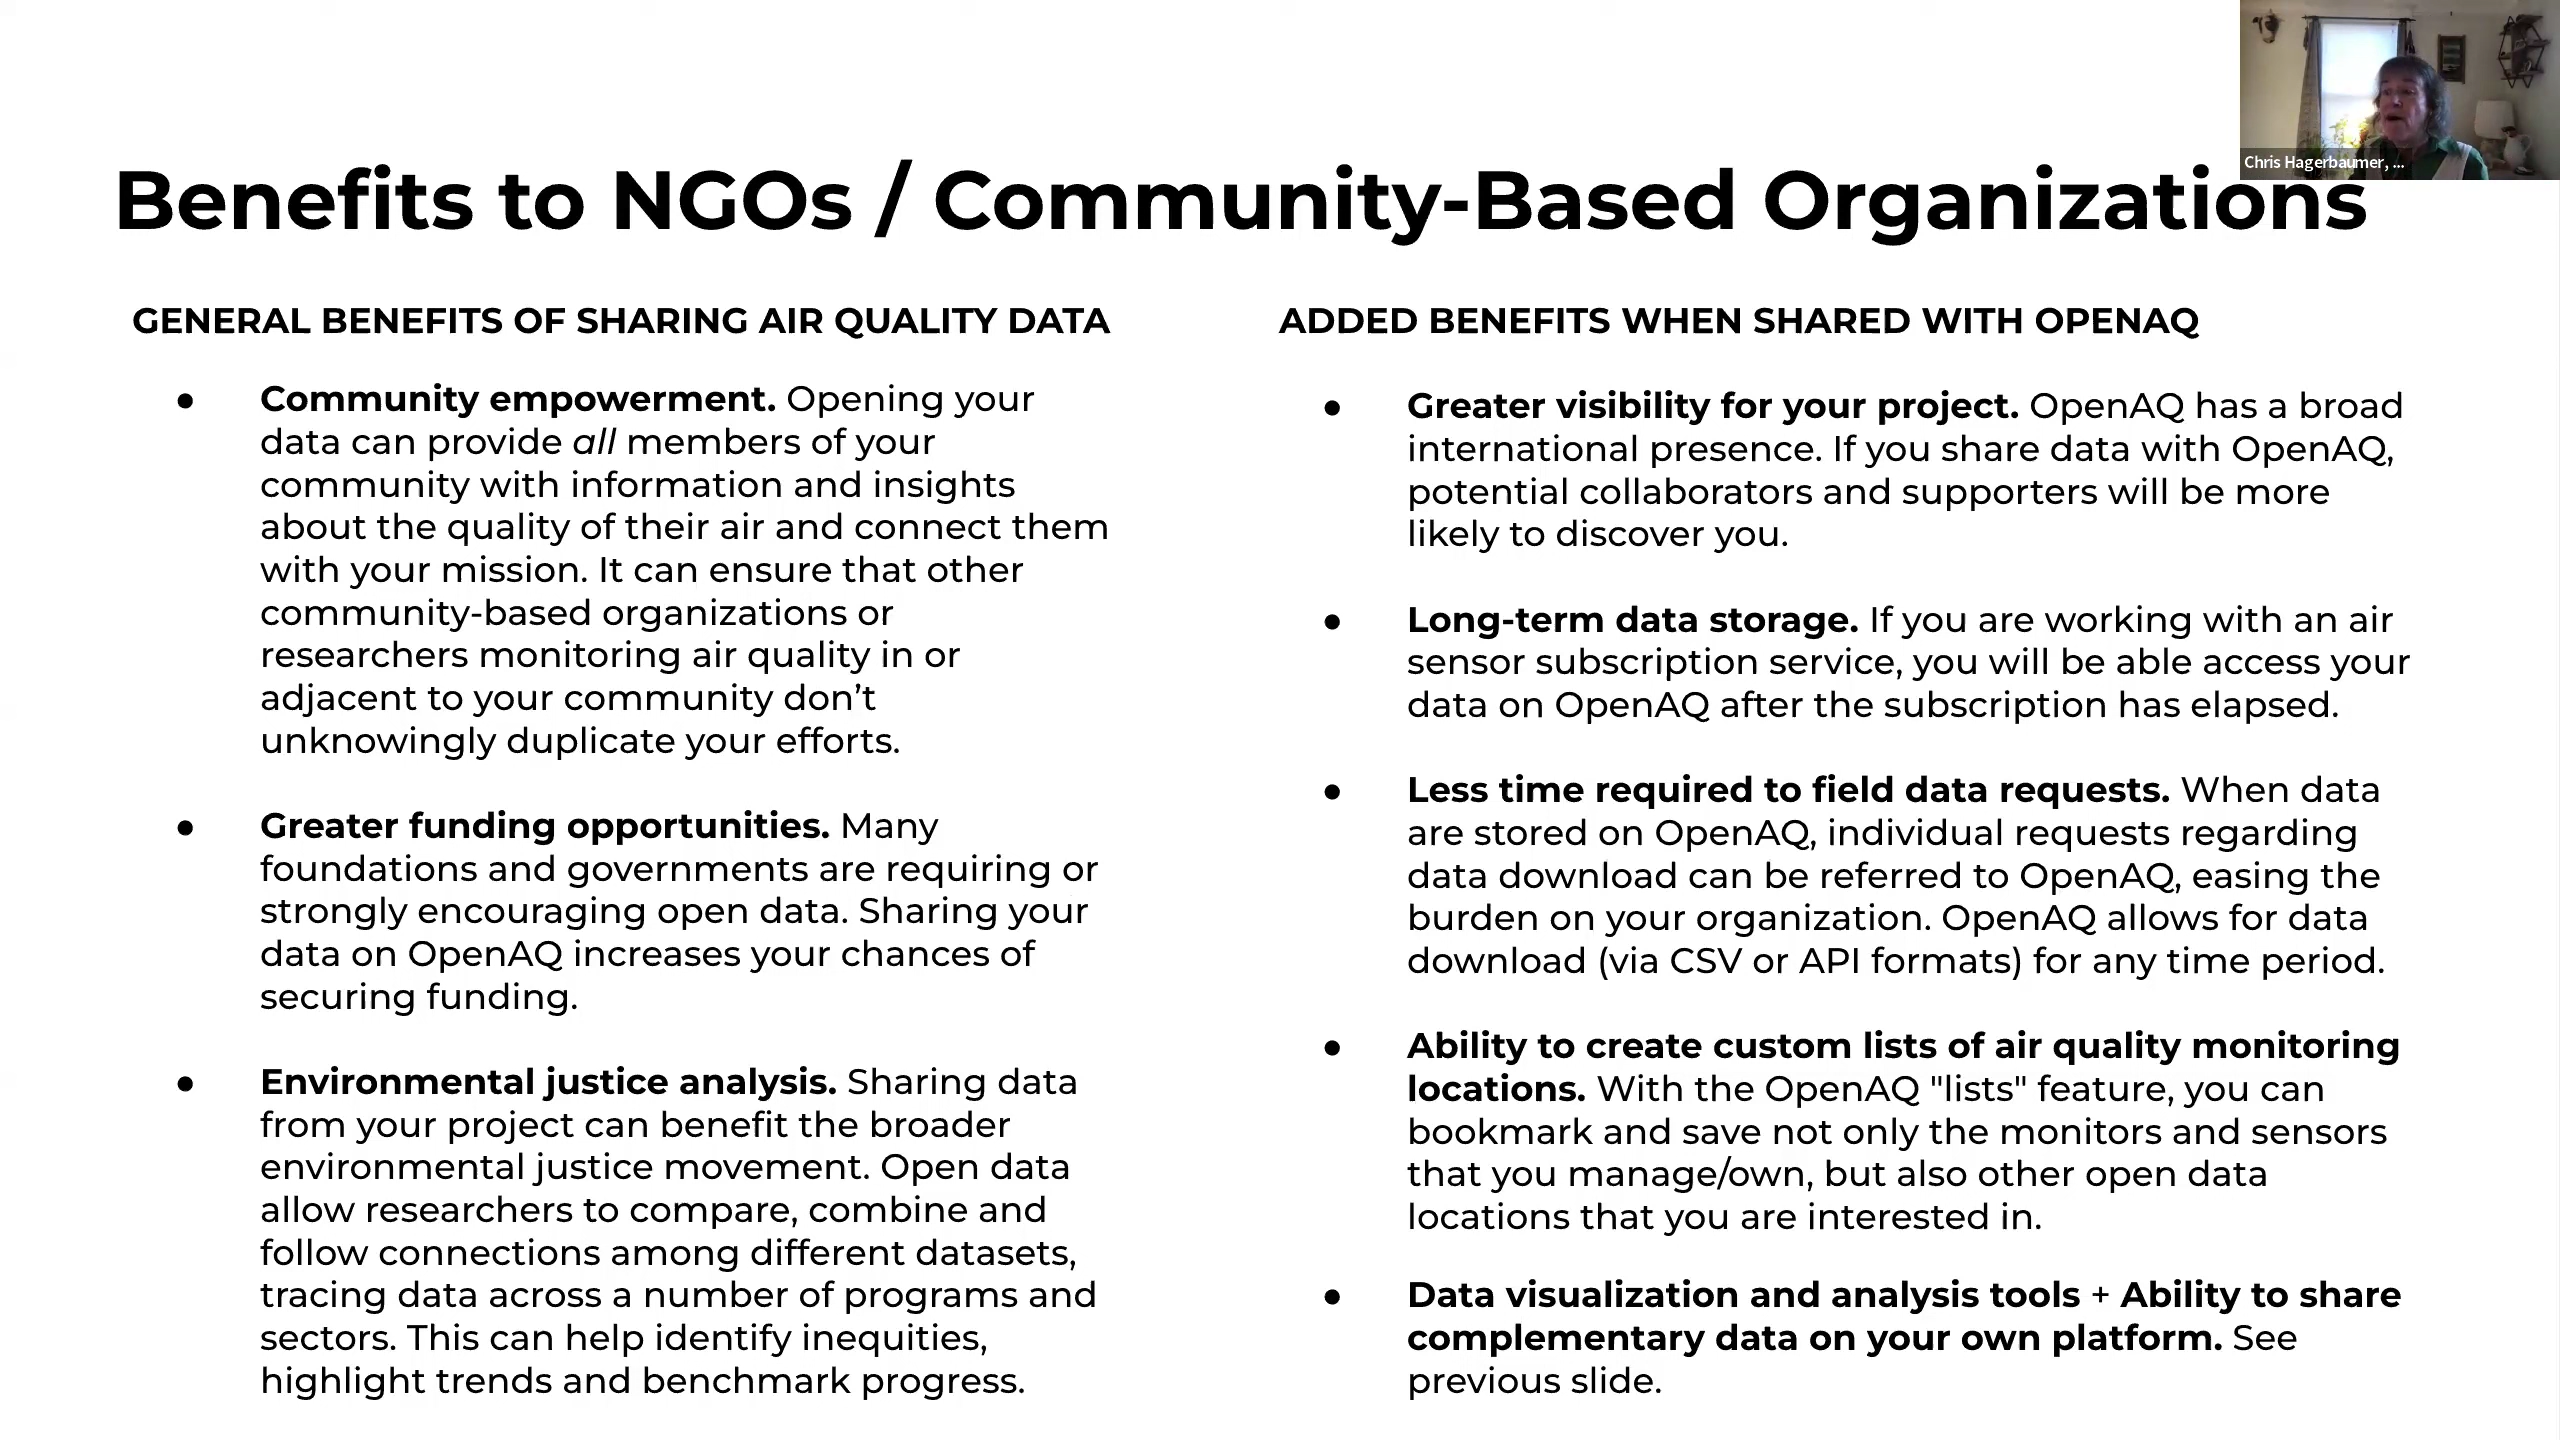 Chris Hagerbaumer, ...
Benefits to NGOs / Community-Based Organizations
GENERAL BENEFITS OF SHARING AIR QUALITY DATA
● Community empowerment. Opening your
data can provide all members of your
community with information and insights
about the quality of their air and connect them
with your mission. It can ensure that other
community-based organizations or
researchers monitoring air quality in or
adjacent to your community don’t
unknowingly duplicate your efforts.
● Greater funding opportunities. Many
foundations and governments are requiring or
strongly encouraging open data. Sharing your
data on OpenAQ increases your chances of
securing funding.
● Environmental justice analysis. Sharing data
from your project can benefit the broader
environmental justice movement. Open data
allow researchers to compare, combine and
follow connections among different datasets,
tracing data across a number of programs and
sectors. This can help identify inequities,
highlight trends and benchmark progress.
ADDED BENEFITS WHEN SHARED WITH OPENAQ
● Greater visibility for your project. OpenAQ has a broad
international presence. If you share data with OpenAQ,
potential collaborators and supporters will be more
likely to discover you.
● Long-term data storage. If you are working with an air
sensor subscription service, you will be able access your
data on OpenAQ after the subscription has elapsed.
● Less time required to field data requests. When data
are stored on OpenAQ, individual requests regarding
data download can be referred to OpenAQ, easing the
burden on your organization. OpenAQ allows for data
download (via CSV or API formats) for any time period.
● Ability to create custom lists of air quality monitoring
locations. With the OpenAQ "lists" feature, you can
bookmark and save not only the monitors and sensors
that you manage/own, but also other open data
locations that you are interested in.
● Data visualization and analysis tools + Ability to share
complementary data on your own platform. See
previous slide.